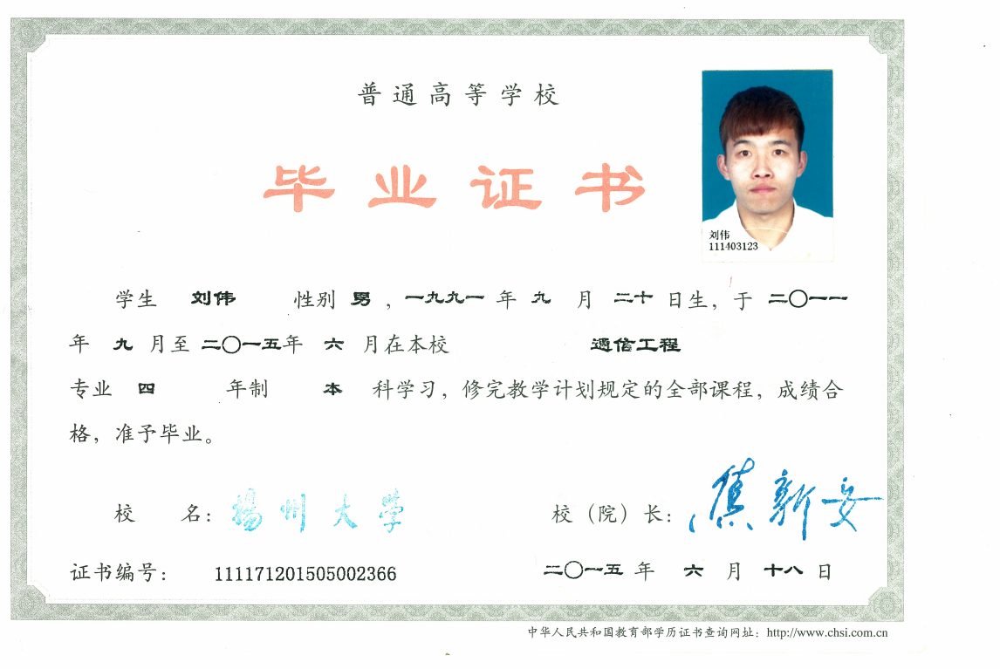 普通高等学校
毕业证书
刘伟
111403123
学生 刘伟 性别 男，一九九一 年 九 月 二十 日生，于 二〇一一
年 九 月至 二〇一五年 六 月在本校 通信工程
专业 四 年制 本 科学习，修完教学计划规定的全部课程，成绩合
格，准予毕业。
校 名：扬州大学 校（院）长：焦新安
证书编号： 111171201505002366 二〇一五 年 六 月 十八 日
中华人民共和国教育部学历证书查询网址：http://www.chsi.com.cn